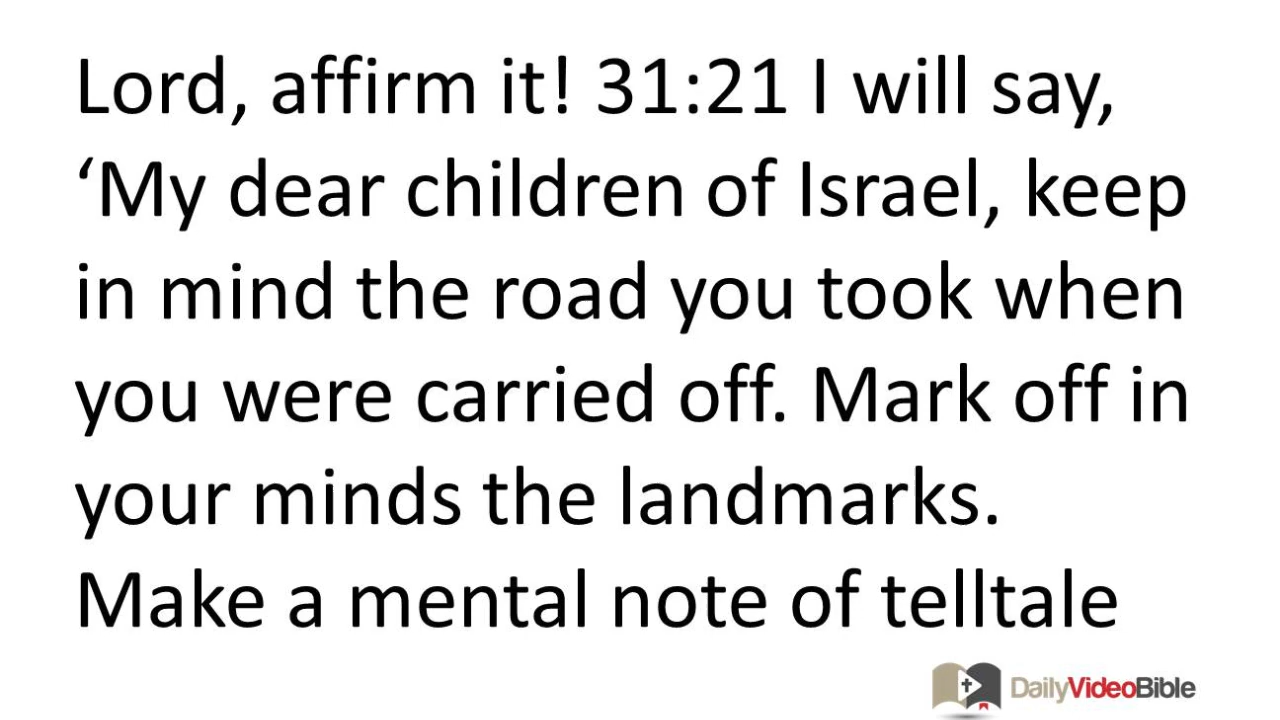 Lord, affirm it! 31:21 I will say,
‘My dear children of Israel, keep
in mind the road you took when
you were carried off. Mark off in
your minds the landmarks.
Make a mental note of telltale
DailyVideoBible